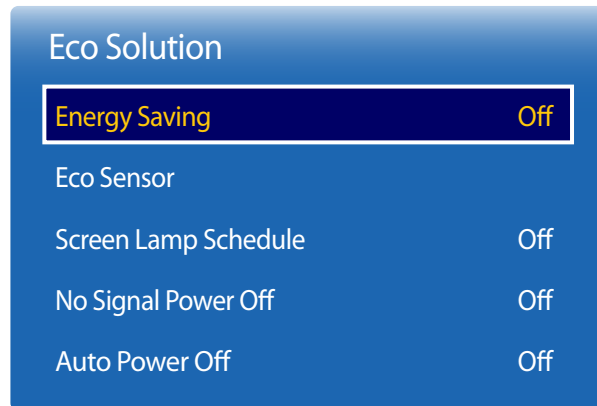 Eco Solution
Energy Saving Off
Eco Sensor
Screen Lamp Schedule Off
No Signal Power Off Off
Auto Power Off Off